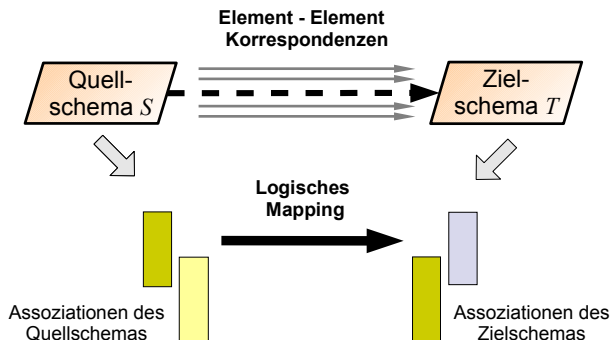 Element - Element
Korrespondenzen
Quell-
schema S
Ziel-
schema T
Logisches
Mapping
Assoziationen des
Quellschemas
Assoziationen des
Zielschemas